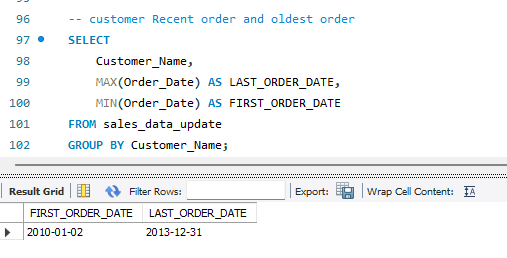 95
96 -- customer Recent order and oldest order
97 SELECT
98 Customer_Name,
99 MAX(Order_Date) AS LAST_ORDER_DATE,
100 MIN(Order_Date) AS FIRST_ORDER_DATE
101 FROM sales_data_update
102 GROUP BY Customer_Name;
Result Grid Filter Rows: Export: Wrap Cell Content: IA
FIRST_ORDER_DATE LAST_ORDER_DATE
2010-01-02 2013-12-31